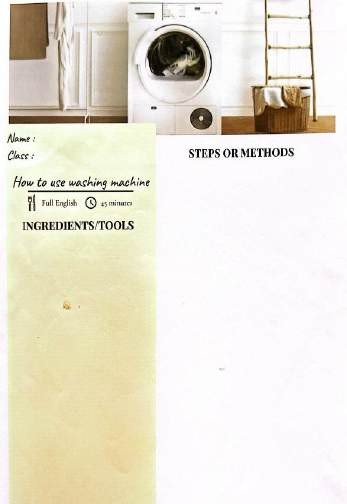 Name :
Class :
STEPS OR METHODS
How to use washing machine
Full English
45 minutes
INGREDIENTS/TOOLS